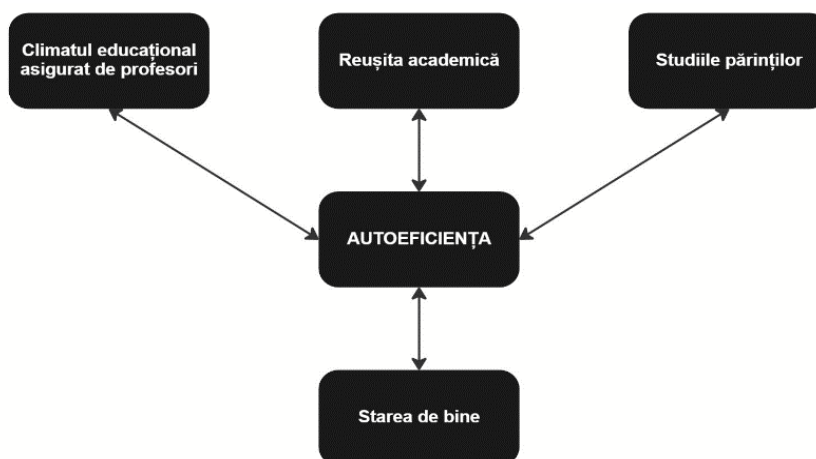 Climatul educațional
asigurat de profesori
Reușita academică
Studiile părinților
AUTOEFICIENȚA
Starea de bine